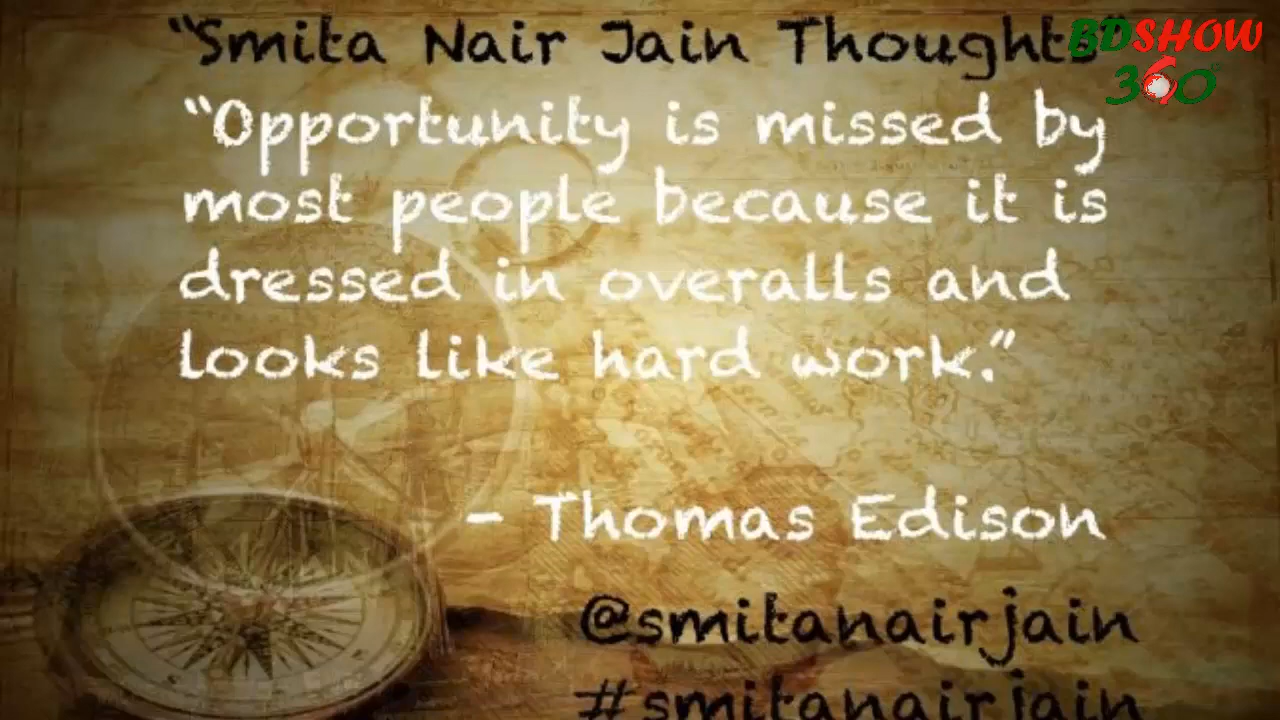 “Smita Nair Jain Thoughts”
BDSHOW
360
“Opportunity is missed by
most people because it is
dressed in overalls and
looks like hard work.”
- Thomas Edison
@smitanairjain
#smitanairjain